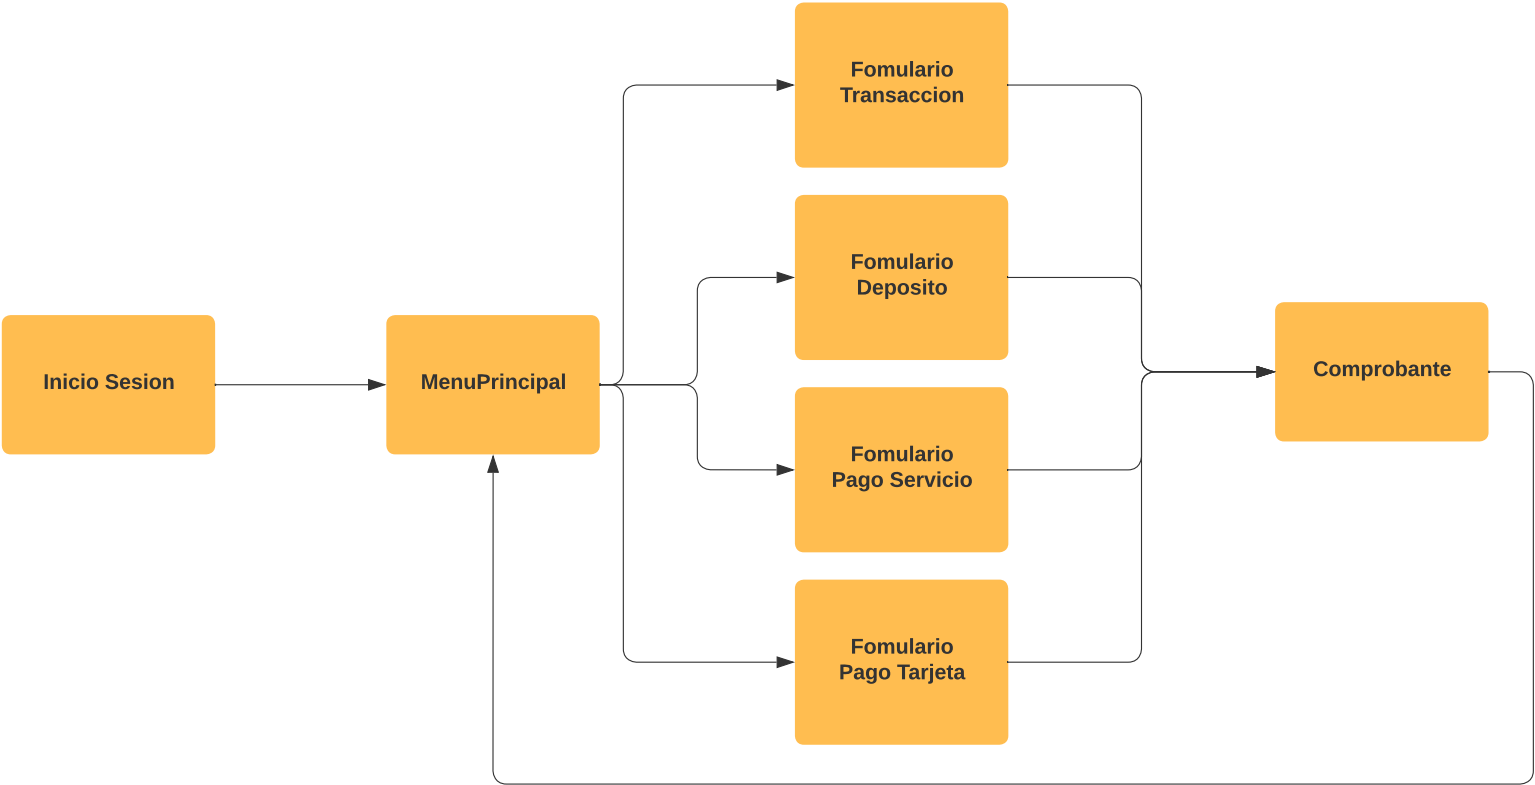 Inicio Sesion
MenuPrincipal
Fomulario
Transaccion
Fomulario
Deposito
Fomulario
Pago Servicio
Fomulario
Pago Tarjeta
Comprobante